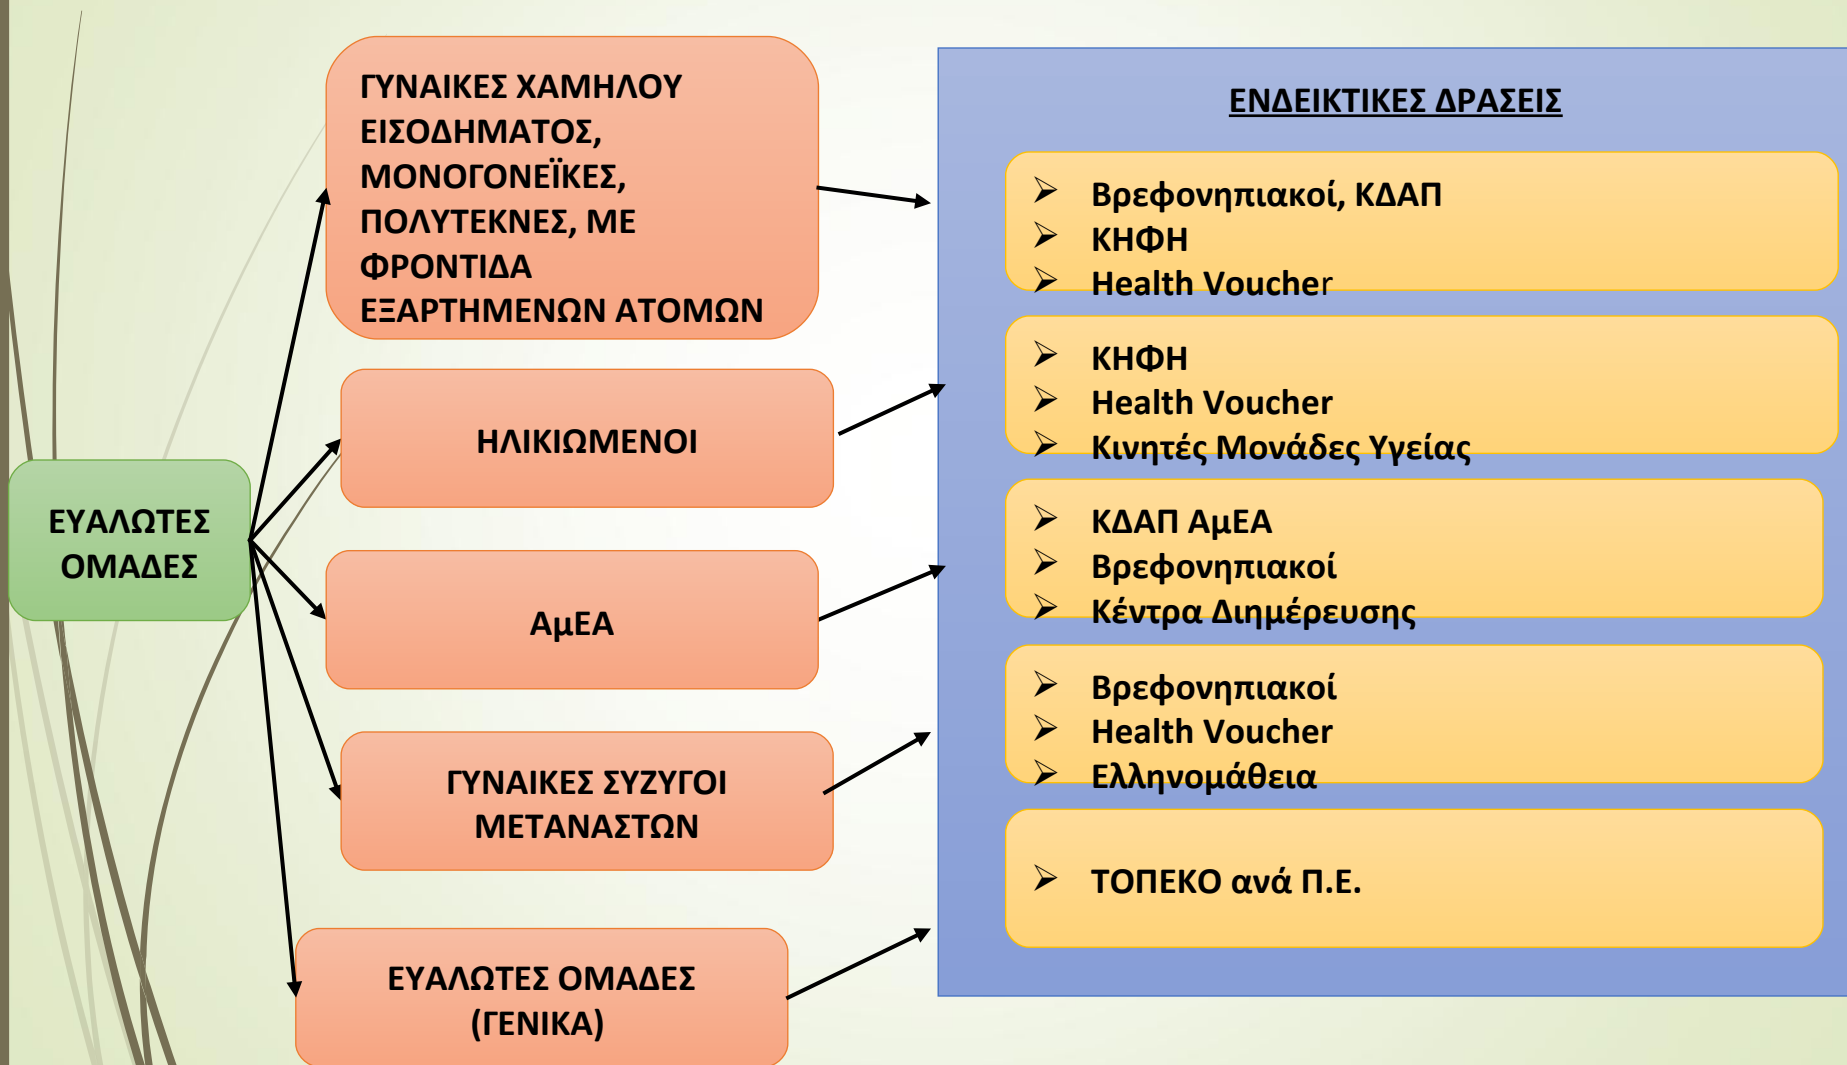 ΕΥΑΛΩΤΕΣ
ΟΜΑΔΕΣ
ΓΥΝΑΙΚΕΣ ΧΑΜΗΛΟΥ
ΕΙΣΟΔΗΜΑΤΟΣ,
ΜΟΝΟΓΟΝΕΪΚΕΣ,
ΠΟΛΥΤΕΚΝΕΣ, ΜΕ
ΦΡΟΝΤΙΔΑ
ΕΞΑΡΤΗΜΕΝΩΝ ΑΤΟΜΩΝ
ΗΛΙΚΙΩΜΕΝΟΙ
ΑμΕΑ
ΓΥΝΑΙΚΕΣ ΣΥΖΥΓΟΙ
ΜΕΤΑΝΑΣΤΩΝ
ΕΥΑΛΩΤΕΣ ΟΜΑΔΕΣ
(ΓΕΝΙΚΑ)
ΕΝΔΕΙΚΤΙΚΕΣ ΔΡΑΣΕΙΣ
➢ Βρεφονηπιακοί, ΚΔΑΠ
➢ ΚΗΦΗ
➢ Health Voucher
➢ ΚΗΦΗ
➢ Health Voucher
➢ Κινητές Μονάδες Υγείας
➢ ΚΔΑΠ ΑμΕΑ
➢ Βρεφονηπιακοί
➢ Κέντρα Διημέρευσης
➢ Βρεφονηπιακοί
➢ Health Voucher
➢ Ελληνομάθεια
➢ ΤΟΠΕΚΟ ανά Π.Ε.